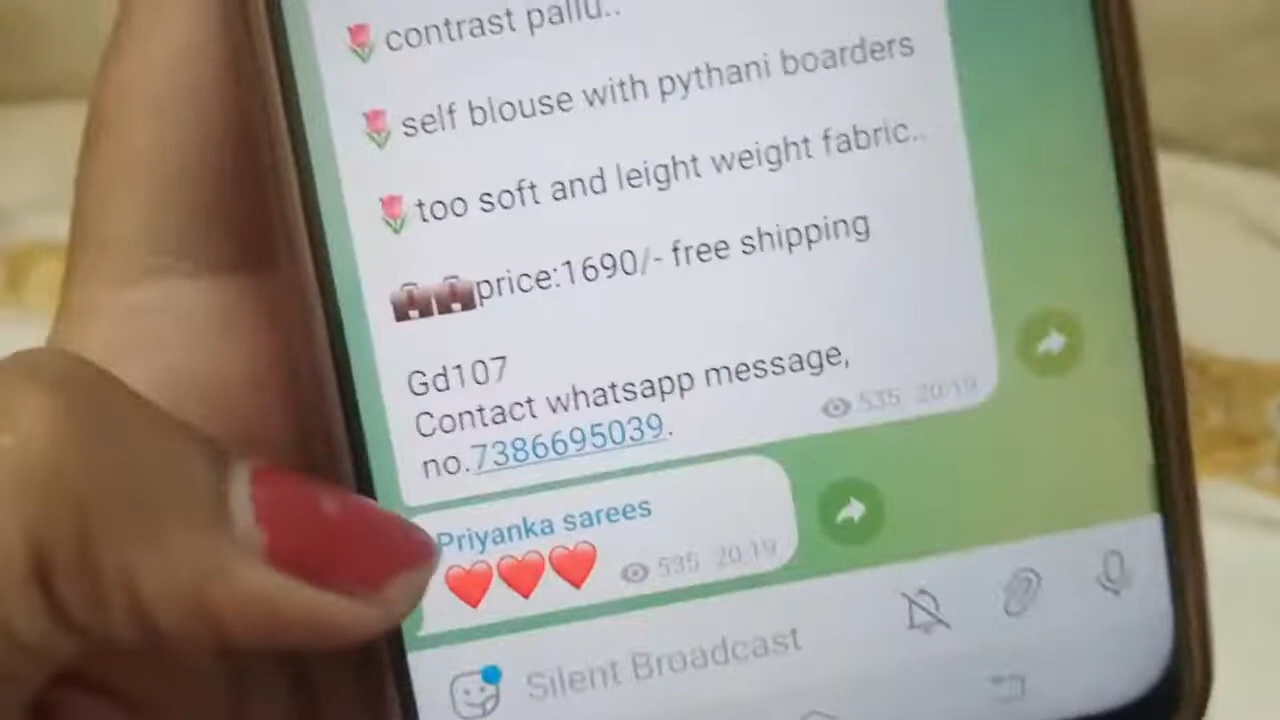 🌷contrast pallu..
🌷self blouse with pythani boarders
🌷too soft and leight weight fabric..
💼💼price:1690/- free shipping
Gd107
Contact whatsapp message,
no.7386695039.
535 20:19
Priyanka sarees
❤️❤️❤️ 535 20:19
Silent Broadcast